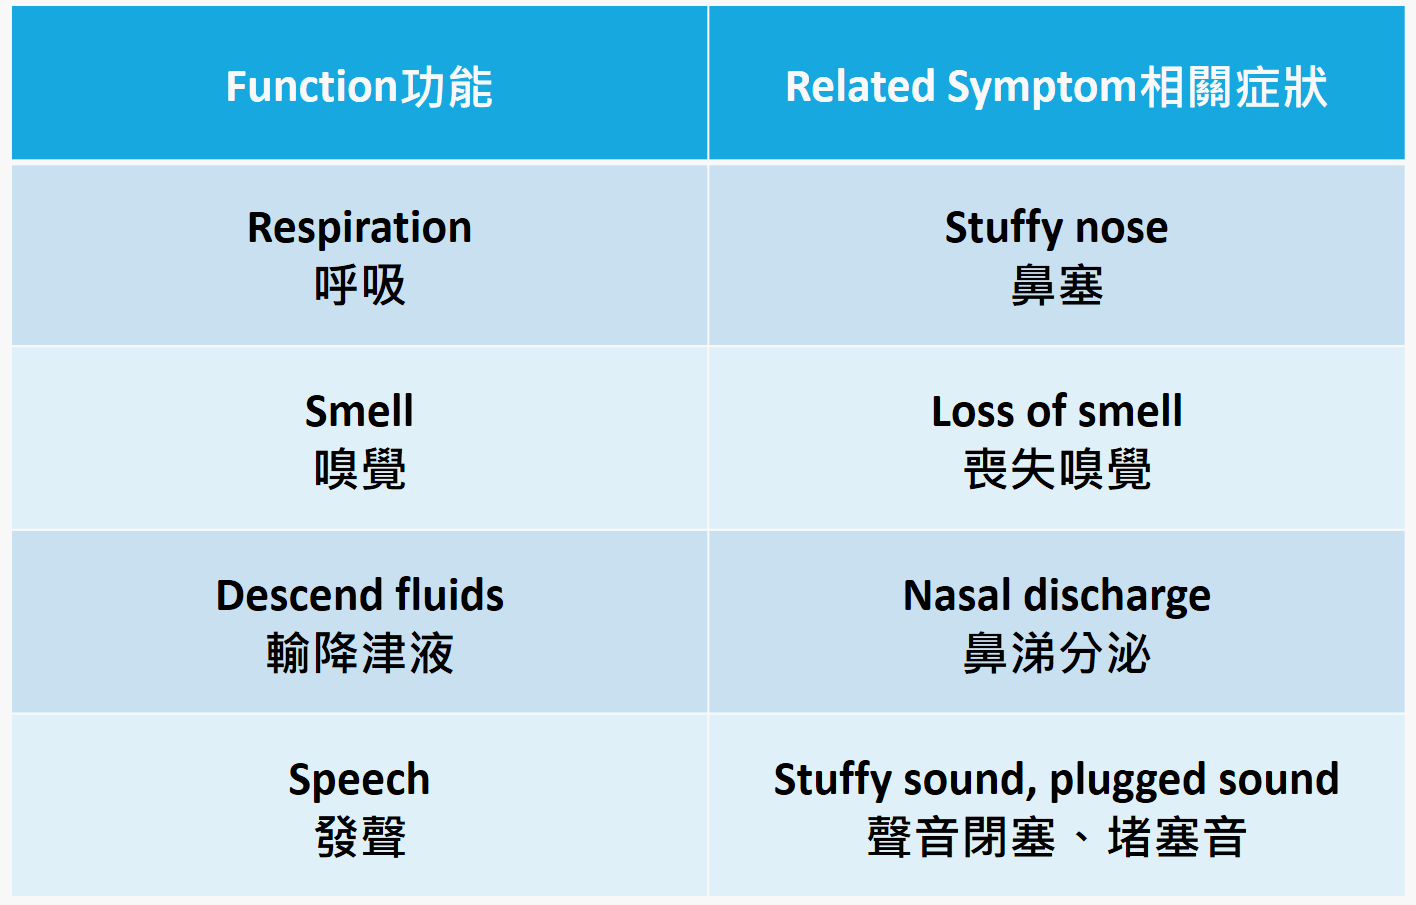 Function功能
Related Symptom相關症狀
Respiration
呼吸
Stuffy nose
鼻塞
Smell
嗅覺
Loss of smell
喪失嗅覺
Descend fluids
輸降津液
Nasal discharge
鼻涕分泌
Speech
發聲
Stuffy sound, plugged sound
聲音閉塞、堵塞音